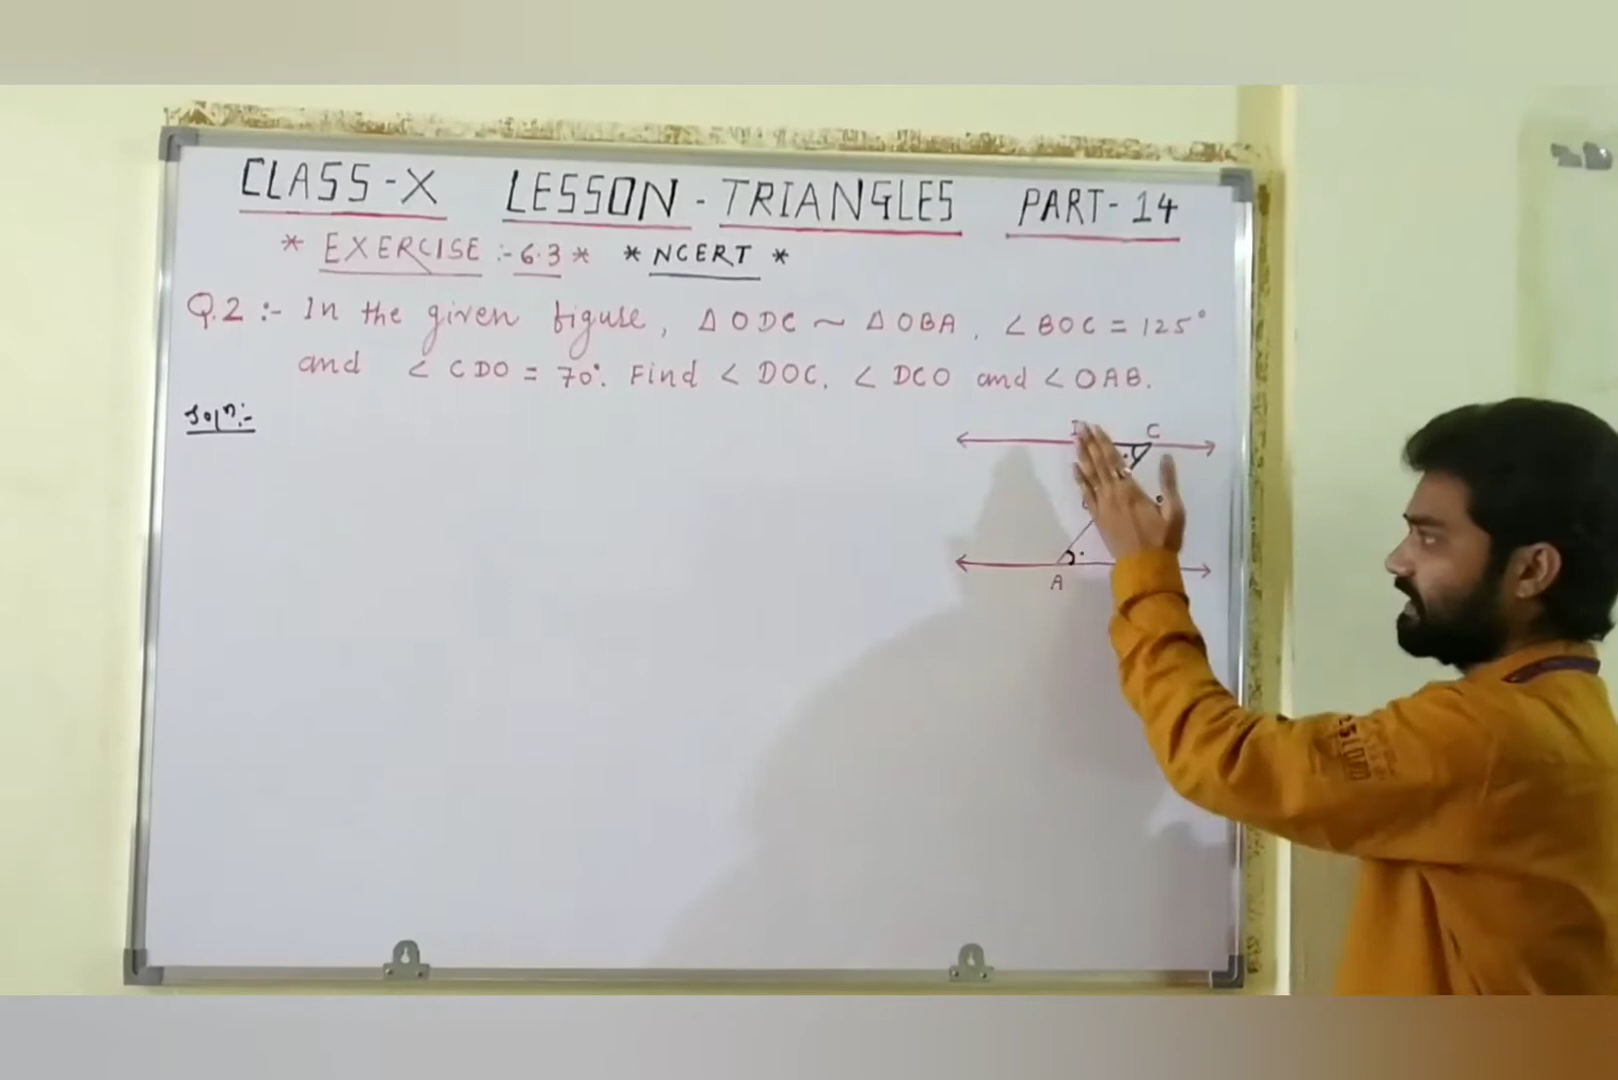 CLASS-X LESSON - TRIANGLES PART-14
* EXERCISE :- 6.3 * * NCERT *
Q.2 :- In the given figure, Δ ODC ~ Δ OBA, ∠ BOC = 125°
and ∠ CDO = 70°. Find ∠ DOC, ∠ DCO and ∠ OAB.
Soln:-
C
A